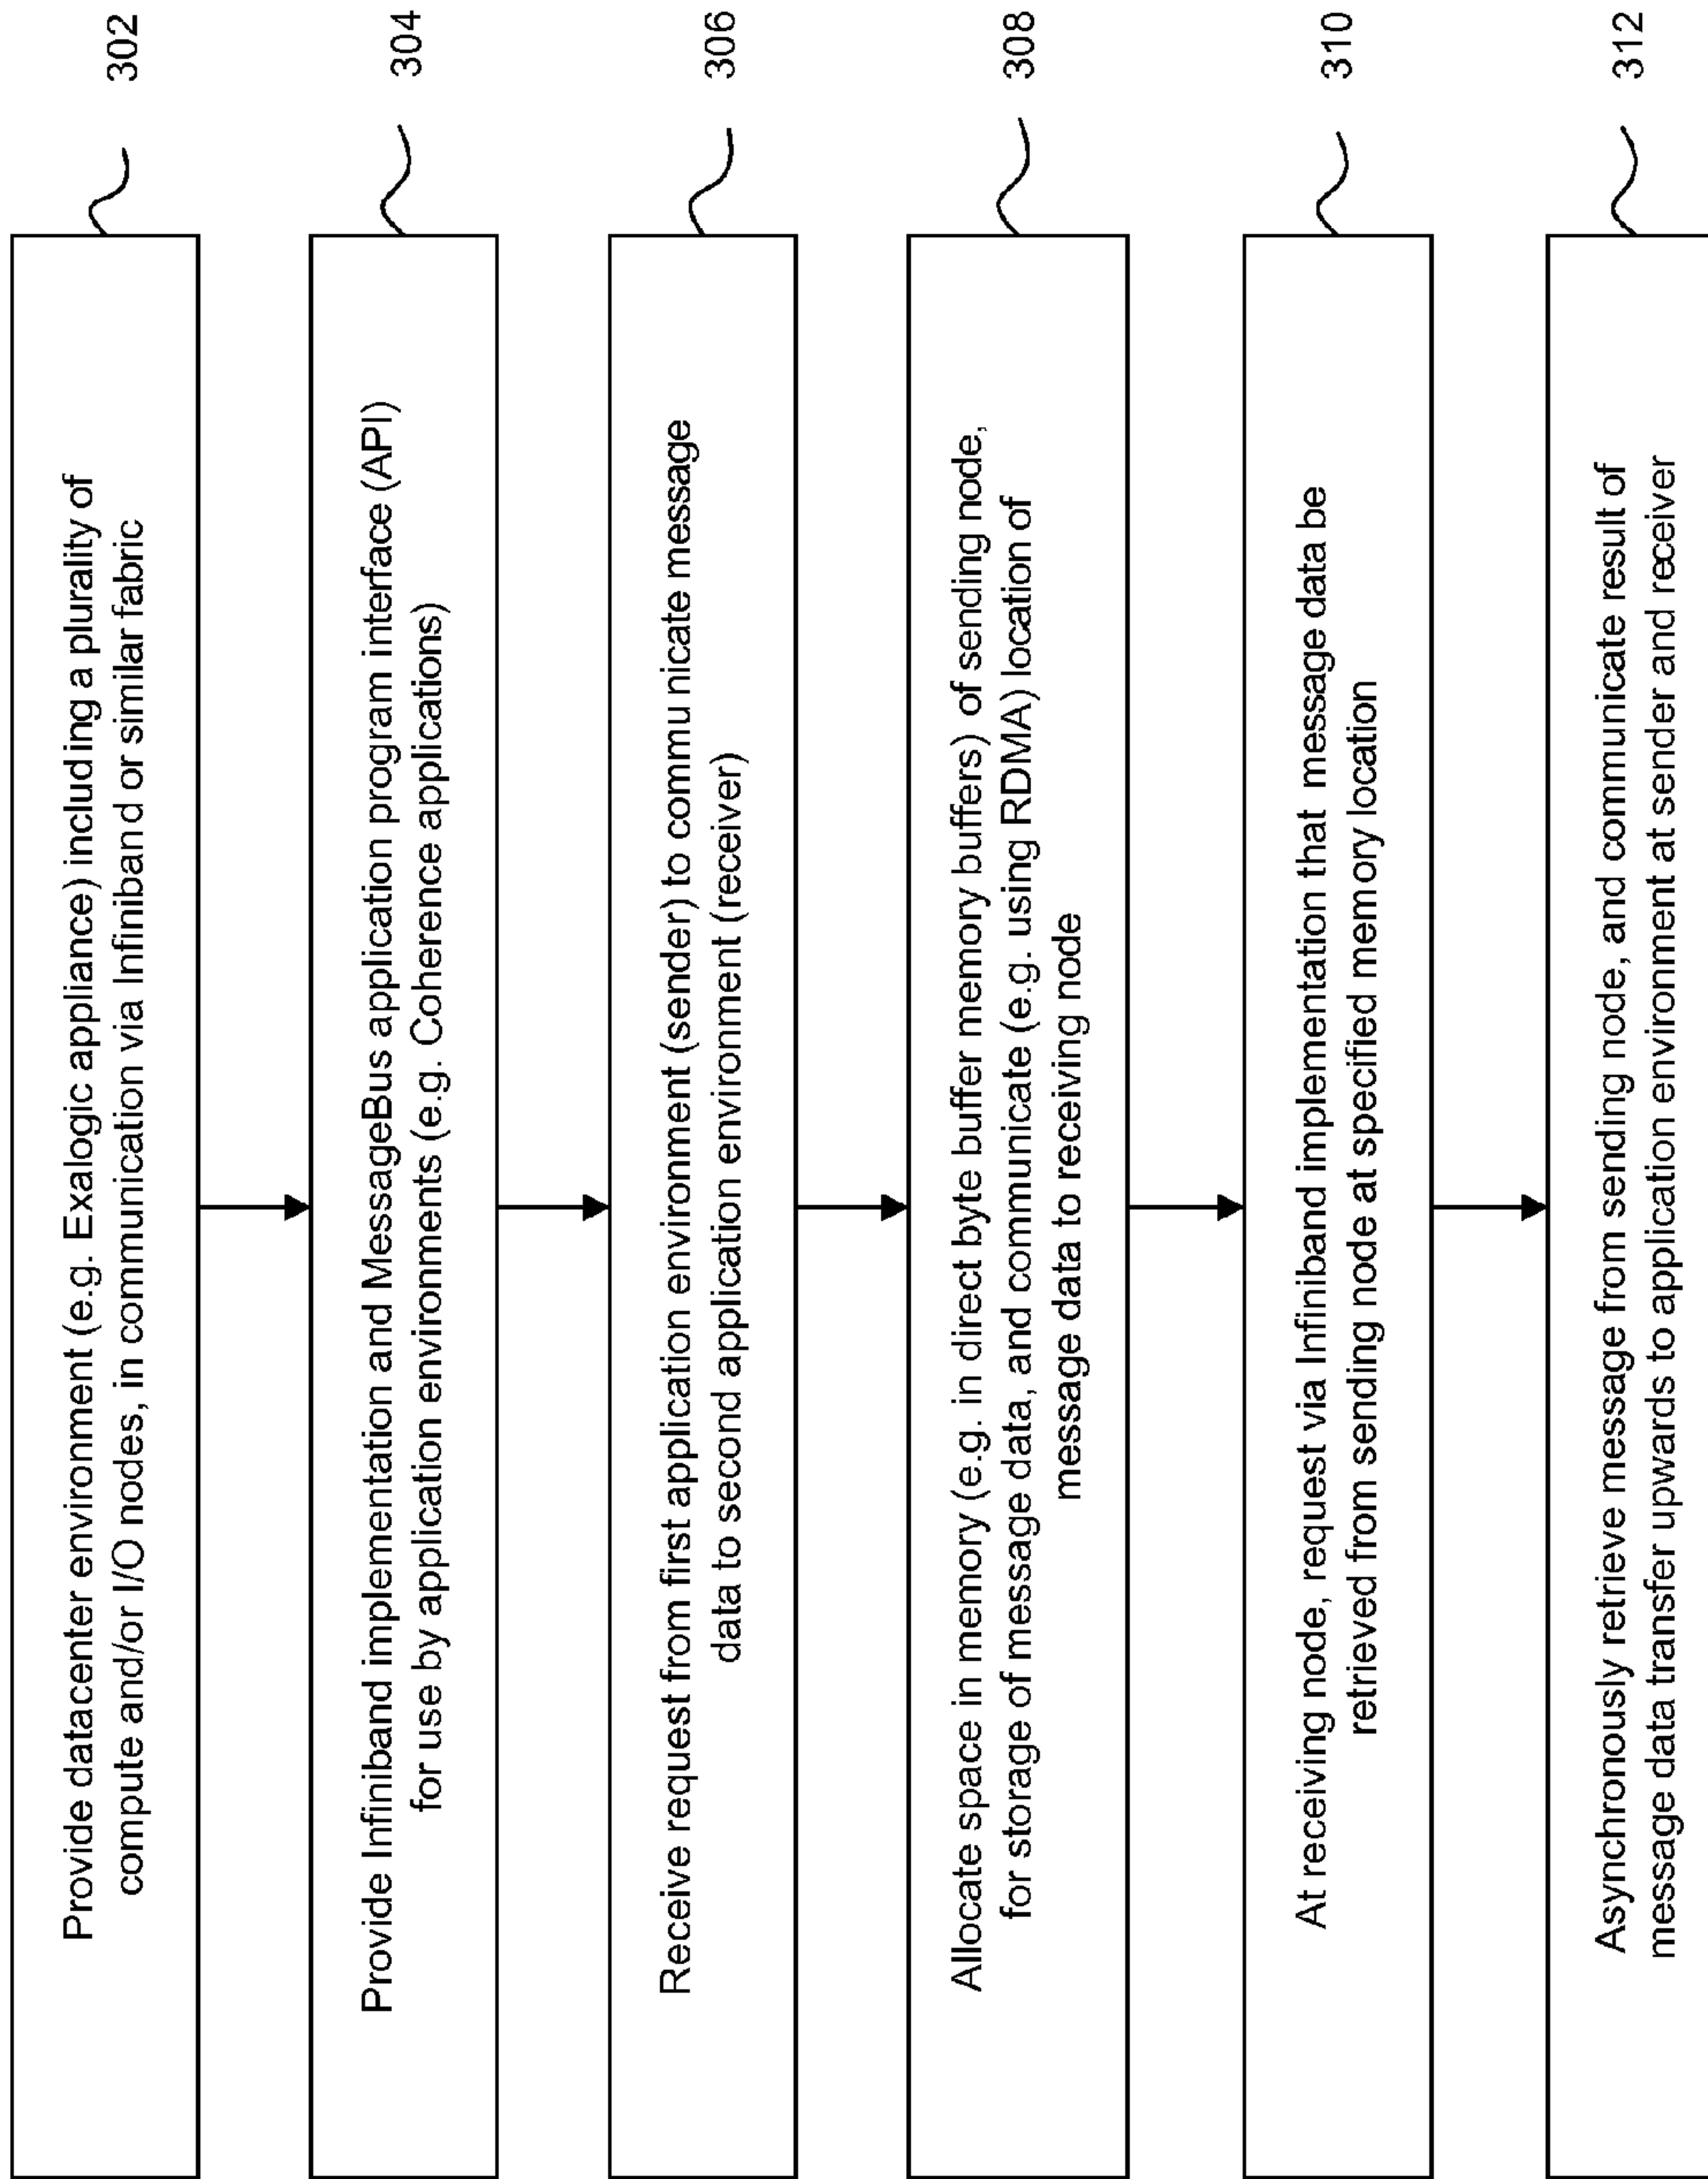 Provide datacenter environment (e.g. Exalogic appliance) including a plurality of
compute and/or I/O nodes, in communication via Infiniband or similar fabric
302
Provide Infiniband implementation and MessageBus application program interface (API)
for use by application environments (e.g. Coherence applications)
304
Receive request from first application environment (sender) to commu nicate message
data to second application environment (receiver)
306
Allocate space in memory (e.g. in direct byte buffer memory buffers) of sending node,
for storage of message data, and communicate (e.g. using RDMA) location of
message data to receiving node
308
At receiving node, request via Infiniband implementation that message data be
retrieved from sending node at specified memory location
310
Asynchronously retrieve message from sending node, and communicate result of
message data transfer upwards to application environment at sender and receiver
312